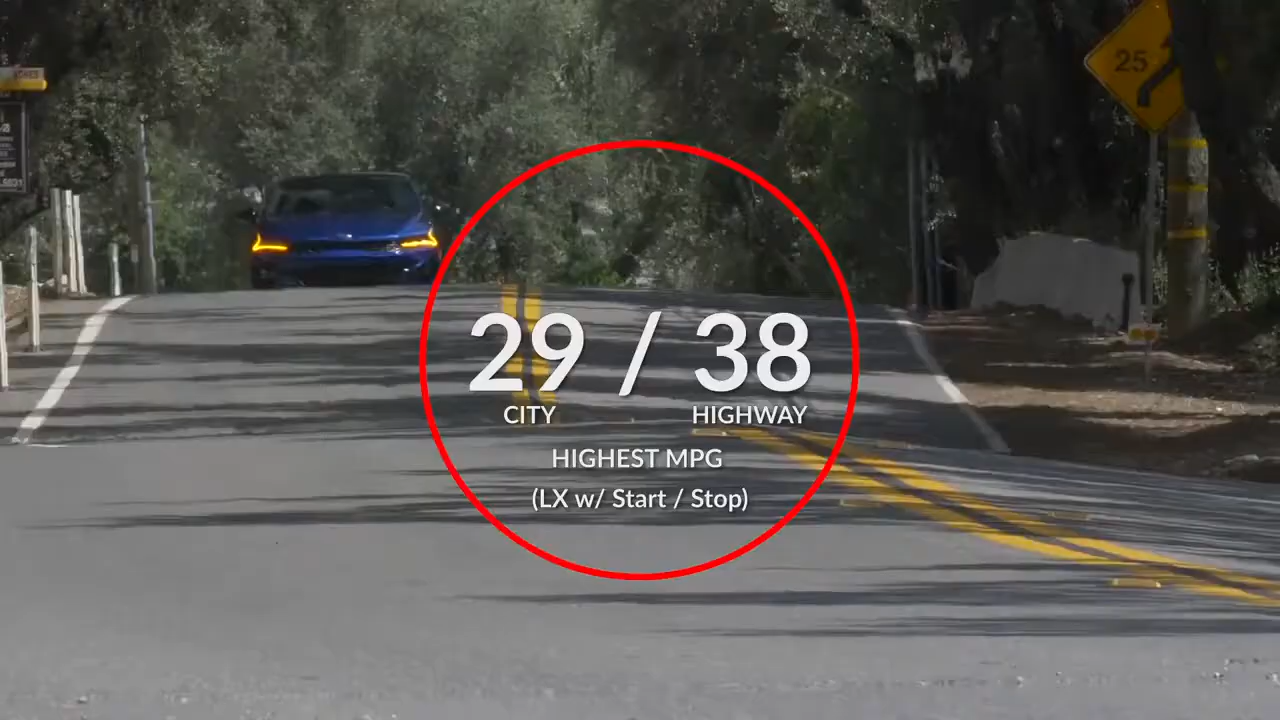 25
29 / 38
CITY HIGHWAY
HIGHEST MPG
(LX w/ Start / Stop)